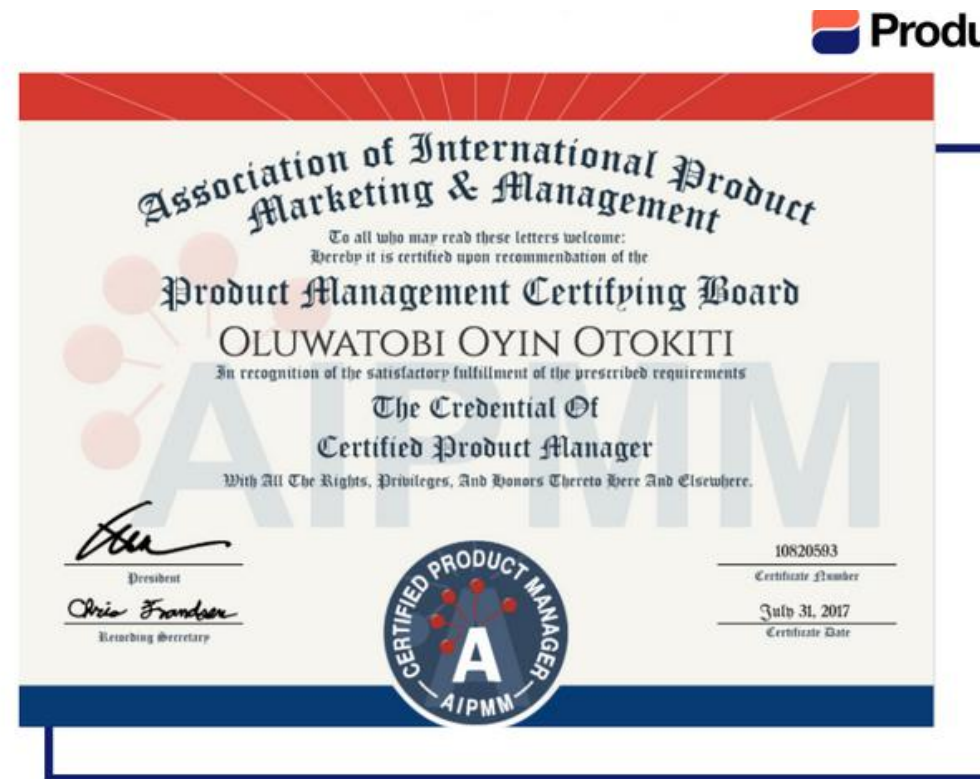 Produ
Association of International Product
Marketing & Management
To all who may read these letters welcome:
Hereby it is certified upon recommendation of the
Product Management Certifying Board
OLUWATOBI OYIN OTOKITI
In recognition of the satisfactory fulfillment of the prescribed requirements
The Credential Of
Certified Product Manager
With All The Rights, Privileges, And Honors Thereto Here And Elsewhere.
AIPMM
President
Chris Frandsen
Recording Secretary
10820593
Certificate Number
July 31, 2017
Certificate Date
CERTIFIED PRODUCT MANAGER
A
AIPMM